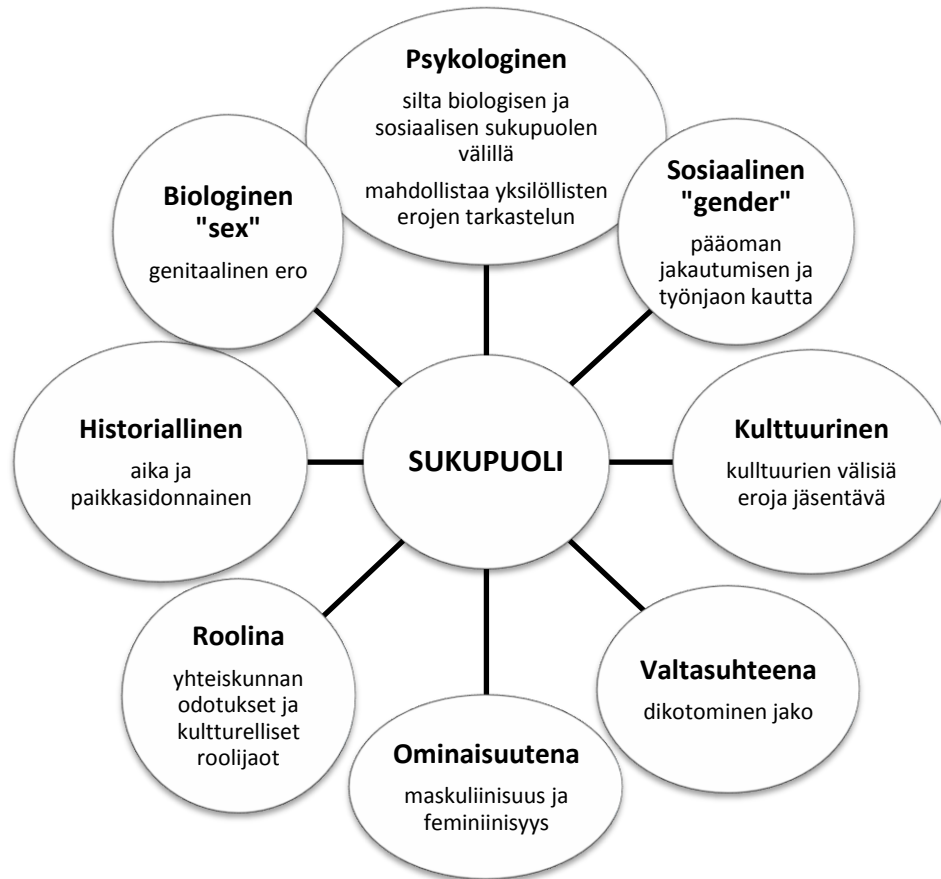 Psykologinen
silta biologisen ja
sosiaalisen sukupuolen
välillä
mahdollistaa yksilöllisten
erojen tarkastelun
Sosiaalinen
"gender"
pääoman
jakautumisen ja
työnjaon kautta
Kulttuurinen
kulltuurien välisiä
eroja jäsentävä
Valtasuhteena
dikotominen jako
Ominaisuutena
maskuliinisuus ja
feminiinisyys
Roolina
yhteiskunnan
odotukset ja
kultturelliset
roolijaot
Historiallinen
aika ja
paikkasidonnainen
Biologinen
"sex"
genitaalinen ero
SUKUPUOLI